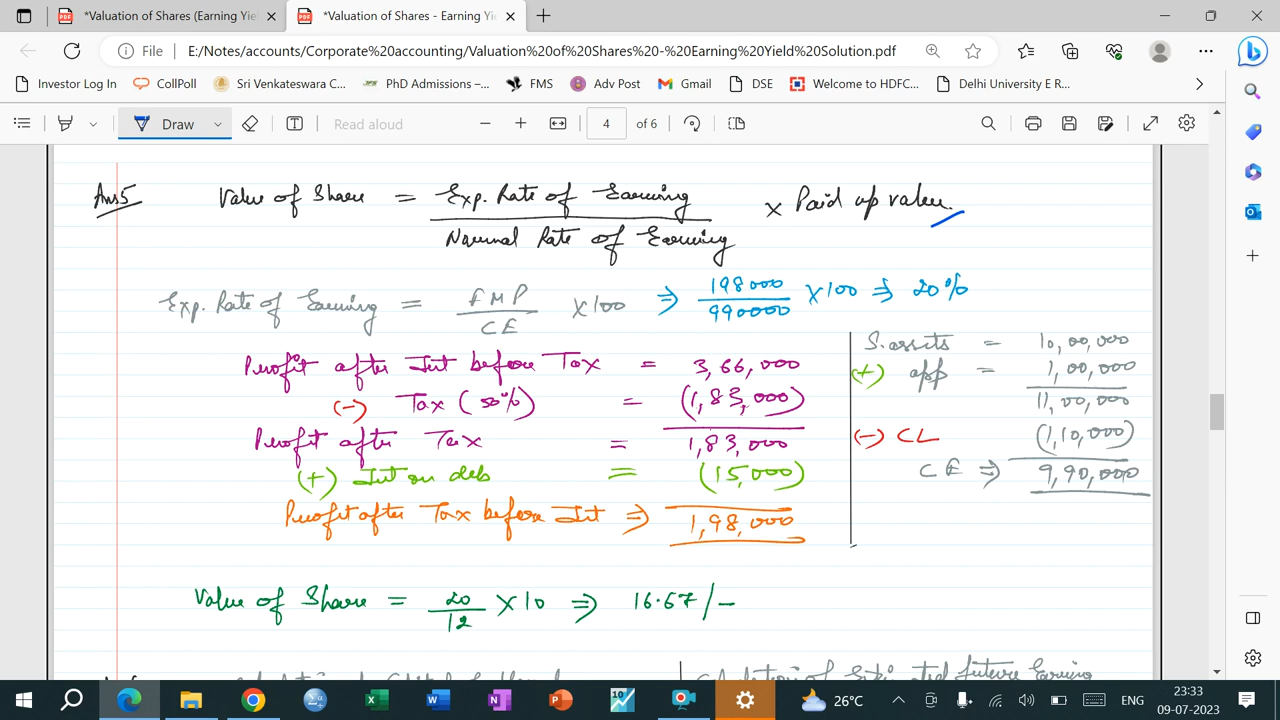 *Valuation of Shares (Earning Yie
*Valuation of Shares - Earning Yi
File
E:/Notes/accounts/Corporate%20accounting/Valuation%20of%20Shares%20-%20Earning%20Yield%20Solution.pdf
Investor Log In
CollPoll
Sri Venkateswara C...
PhD Admissions –...
FMS
Adv Post
Gmail
DSE
Welcome to HDFC...
Delhi University E R...
Draw
Read aloud
4 of 6
Ans5 Value of Share = Exp. Rate of Earning / Normal Rate of Earning × Paid up value.
Exp. Rate of Earning = FMP / CE × 100 ⇒ 198000 / 990000 × 100 ⇒ 20%
Profit after Int before Tax = 3,66,000
(-) Tax (50%) = (1,83,000)
Profit after Tax = 1,83,000
(+) Int on deb = (15,000)
Profit after Tax before Int ⇒ 1,98,000
S. assets = 10,00,000
(+) app = 1,00,000
11,00,000
(-) CL (1,10,000)
CE ⇒ 9,90,000
Value of Share = 20 / 12 × 10 ⇒ 16.67/-
26°C
ENG
23:33
09-07-2023